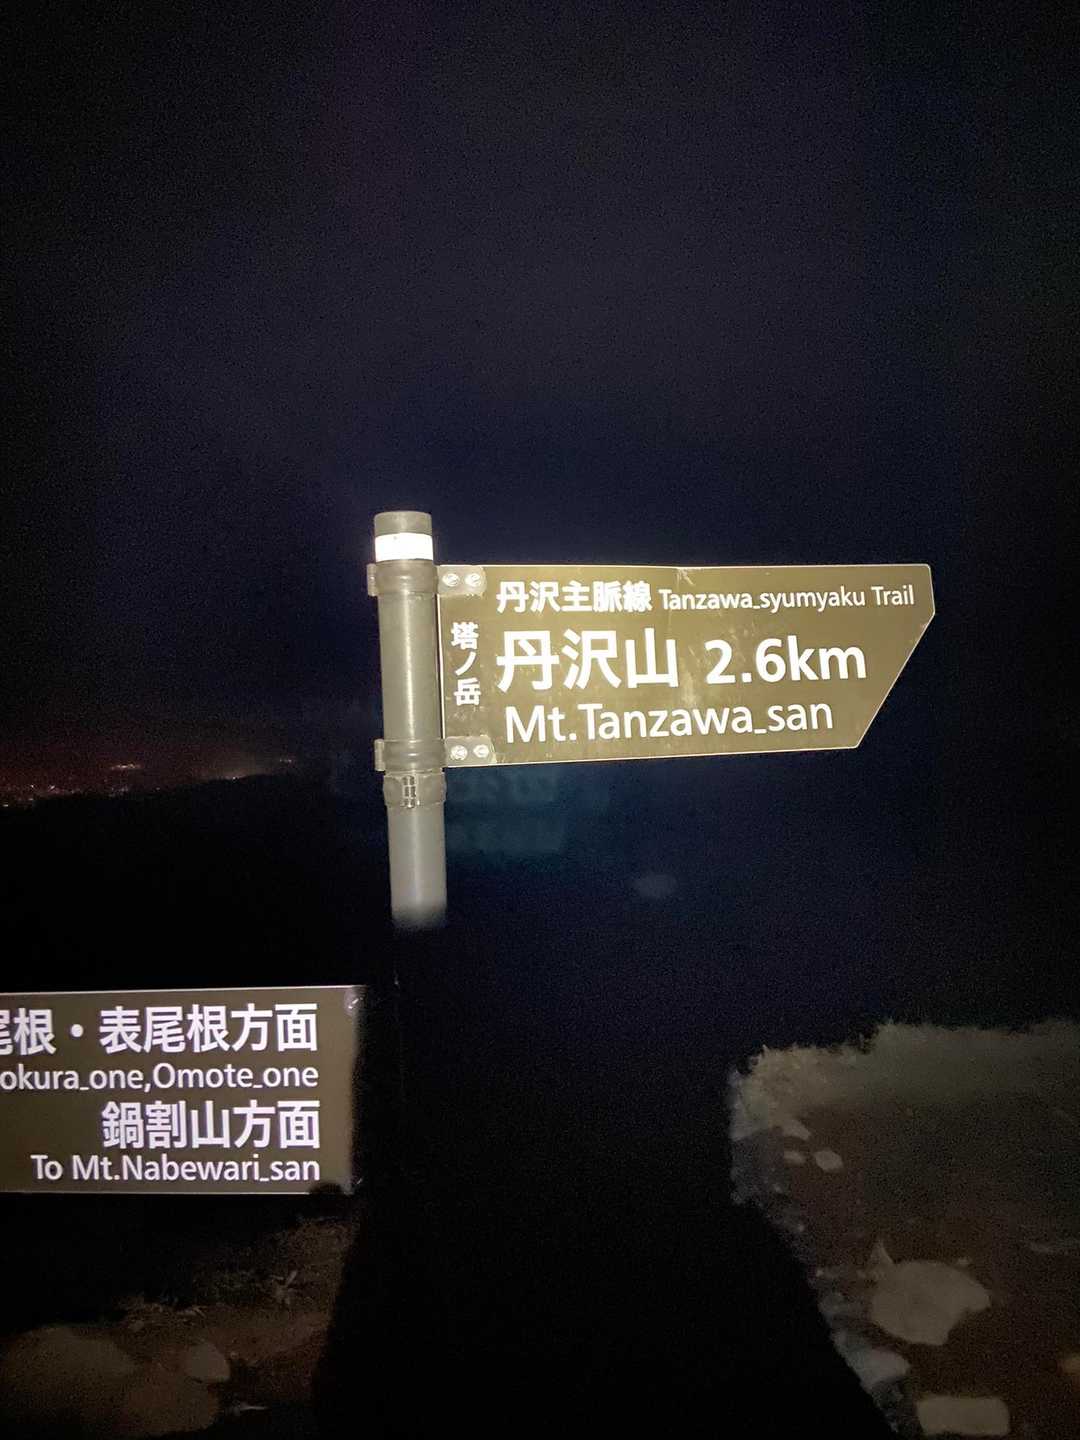 丹沢主脈線 Tanzawa_syumyaku Trail
塔ノ岳
丹沢山 2.6km
Mt.Tanzawa_san
尾根・表尾根方面
okura_one,Omote_one
鍋割山方面
To Mt.Nabewari_san